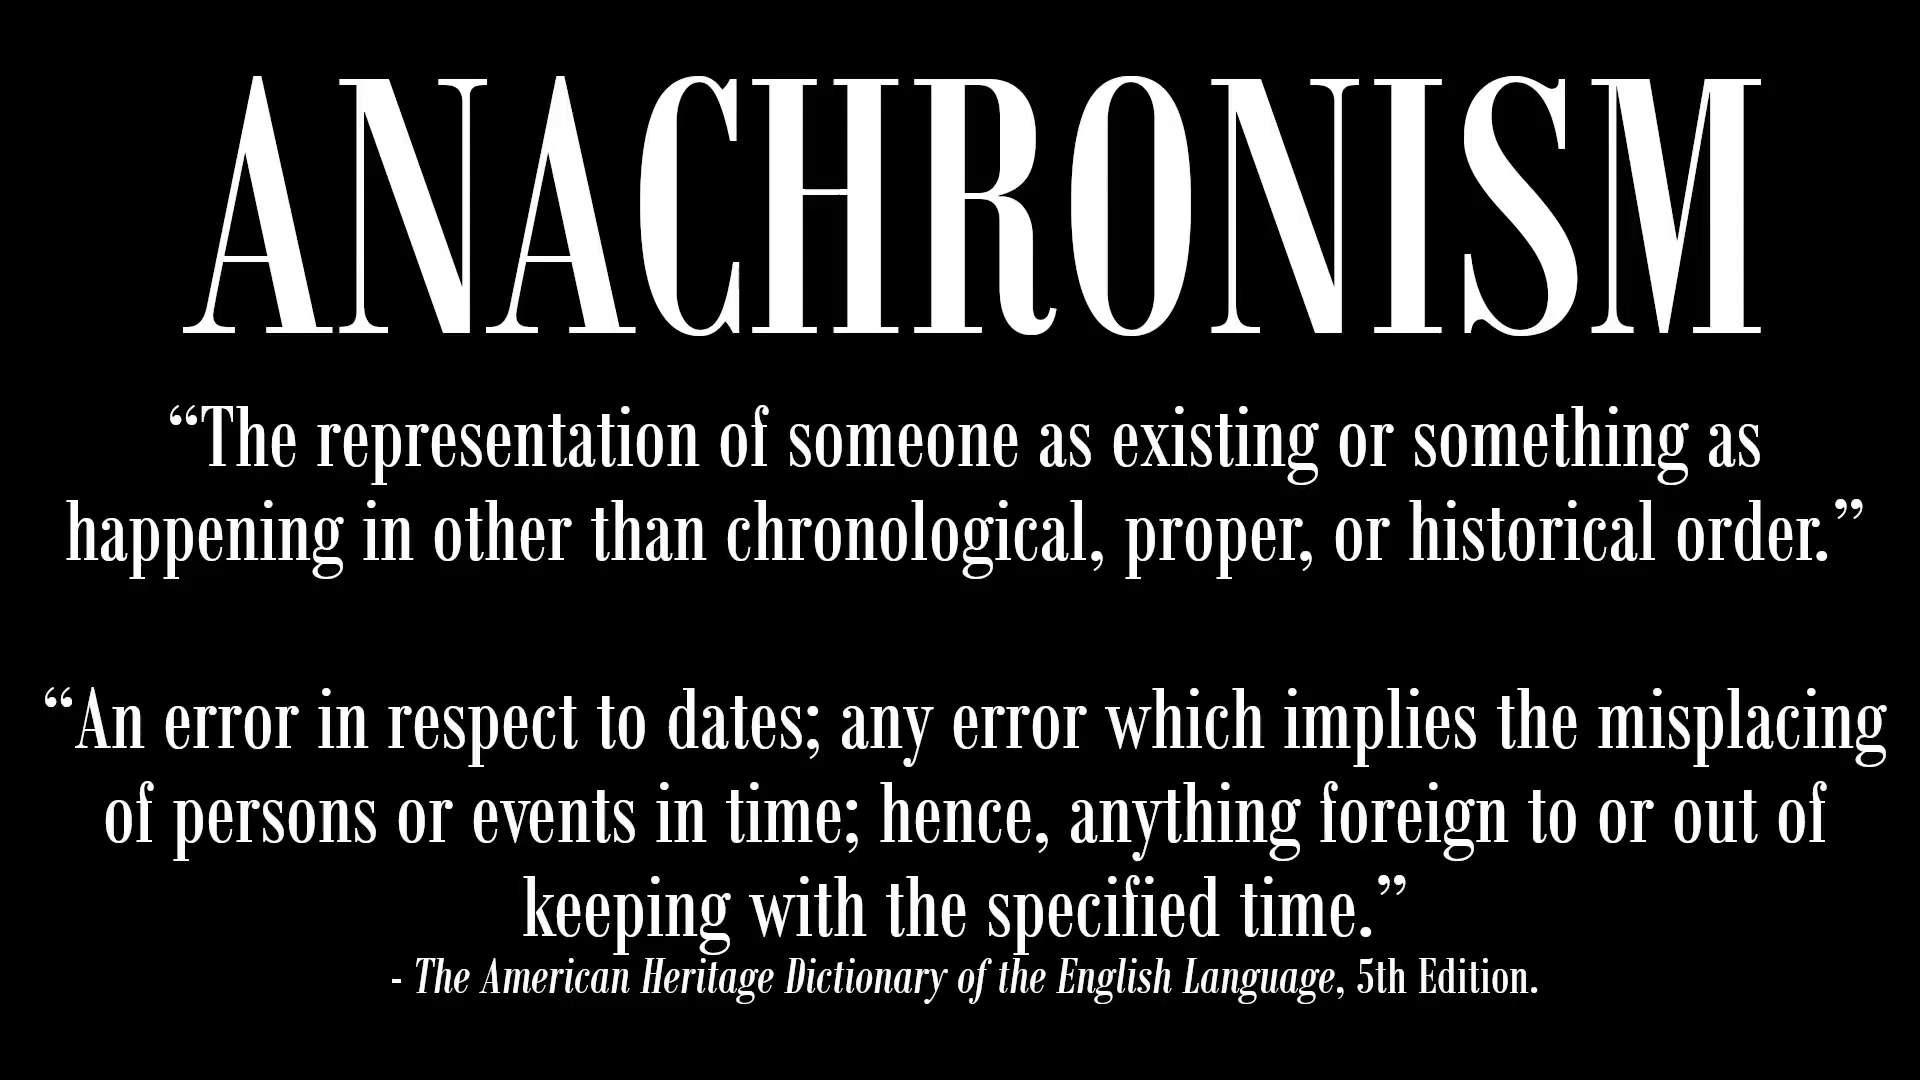 ANACHRONISM
“The representation of someone as existing or something as
happening in other than chronological, proper, or historical order.”
“An error in respect to dates; any error which implies the misplacing
of persons or events in time; hence, anything foreign to or out of
keeping with the specified time.”
- The American Heritage Dictionary of the English Language, 5th Edition.